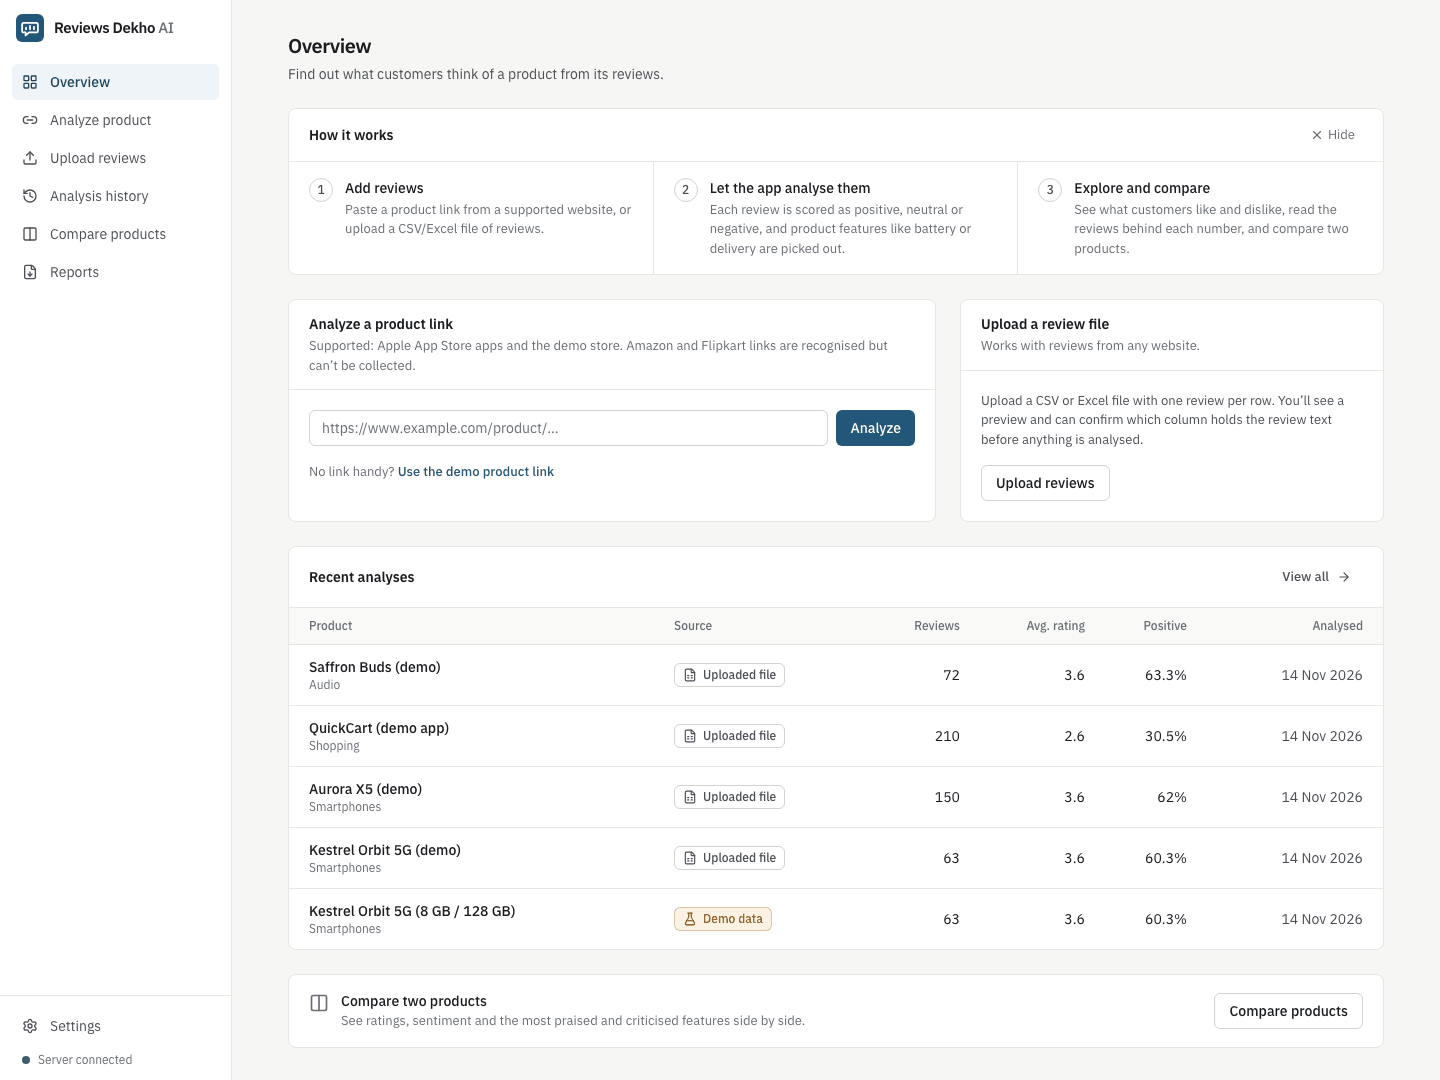 Reviews Dekho AI
Overview
Analyze product
Upload reviews
Analysis history
Compare products
Reports
Settings
Server connected
Overview
Find out what customers think of a product from its reviews.
How it works
Hide
1
Add reviews
Paste a product link from a supported website, or
upload a CSV/Excel file of reviews.
2
Let the app analyse them
Each review is scored as positive, neutral or
negative, and product features like battery or
delivery are picked out.
3
Explore and compare
See what customers like and dislike, read the
reviews behind each number, and compare two
products.
Analyze a product link
Supported: Apple App Store apps and the demo store. Amazon and Flipkart links are recognised but
can’t be collected.
https://www.example.com/product/...
Analyze
No link handy? Use the demo product link
Upload a review file
Works with reviews from any website.
Upload a CSV or Excel file with one review per row. You’ll see a
preview and can confirm which column holds the review text
before anything is analysed.
Upload reviews
Recent analyses
View all
Product Source Reviews Avg. rating Positive Analysed
Saffron Buds (demo)
Audio
Uploaded file 72 3.6 63.3% 14 Nov 2026
QuickCart (demo app)
Shopping
Uploaded file 210 2.6 30.5% 14 Nov 2026
Aurora X5 (demo)
Smartphones
Uploaded file 150 3.6 62% 14 Nov 2026
Kestrel Orbit 5G (demo)
Smartphones
Uploaded file 63 3.6 60.3% 14 Nov 2026
Kestrel Orbit 5G (8 GB / 128 GB)
Smartphones
Demo data 63 3.6 60.3% 14 Nov 2026
Compare two products
See ratings, sentiment and the most praised and criticised features side by side.
Compare products